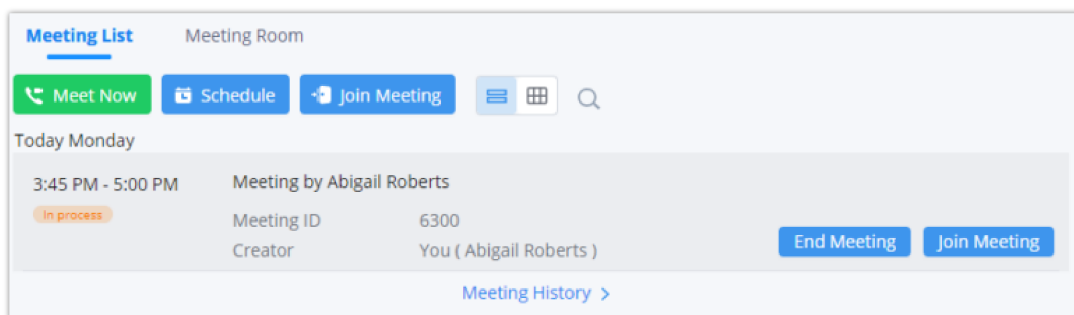 Meeting List Meeting Room
Meet Now Schedule Join Meeting
Today Monday
3:45 PM - 5:00 PM Meeting by Abigail Roberts
In process
Meeting ID 6300
Creator You ( Abigail Roberts )
End Meeting Join Meeting
Meeting History >